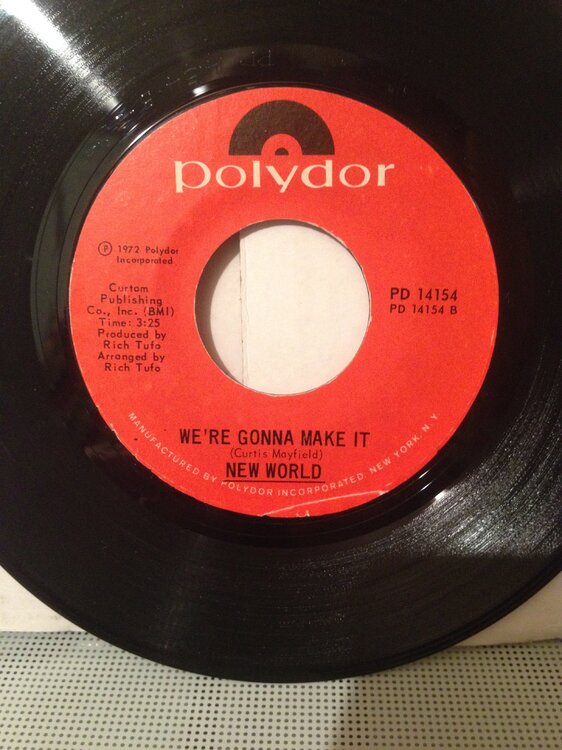 polydor
℗ 1972 Polydor
Incorporated
Curtom
Publishing
Co., Inc. (BMI)
Time: 3:25
Produced by
Rich Tufo
Arranged by
Rich Tufo
PD 14154
PD 14154 B
WE'RE GONNA MAKE IT
(Curtis Mayfield)
NEW WORLD
MANUFACTURED BY POLYDOR INCORPORATED, NEW YORK, N.Y.